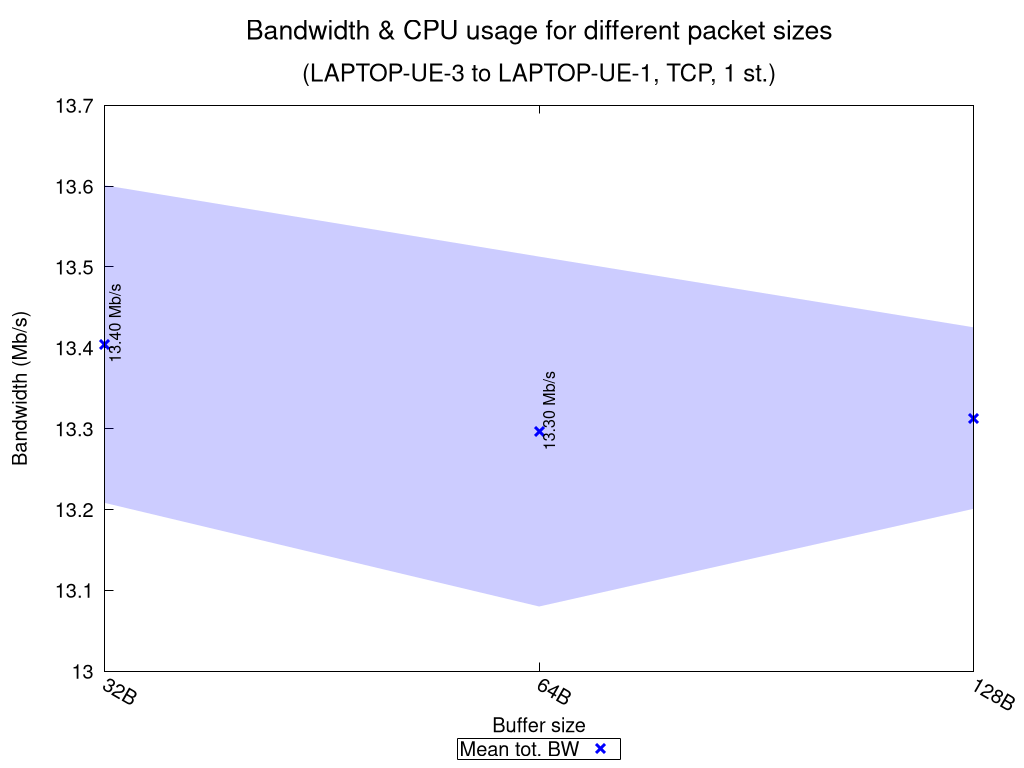 Bandwidth & CPU usage for different packet sizes
(LAPTOP-UE-3 to LAPTOP-UE-1, TCP, 1 st.)
13.7
13.6
13.5
13.4
13.3
13.2
13.1
13
Bandwidth (Mb/s)
13.40 Mb/s
13.30 Mb/s
32B
64B
128B
Buffer size
Mean tot. BW